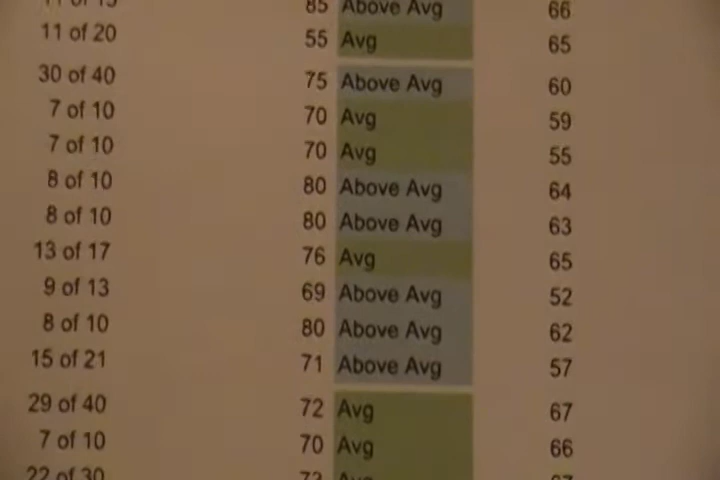 85 Above Avg 66
11 of 20 55 Avg 65
30 of 40 75 Above Avg 60
7 of 10 70 Avg 59
7 of 10 70 Avg 55
8 of 10 80 Above Avg 64
8 of 10 80 Above Avg 63
13 of 17 76 Avg 65
9 of 13 69 Above Avg 52
8 of 10 80 Above Avg 62
15 of 21 71 Above Avg 57
29 of 40 72 Avg 67
7 of 10 70 Avg 66
22 of 30